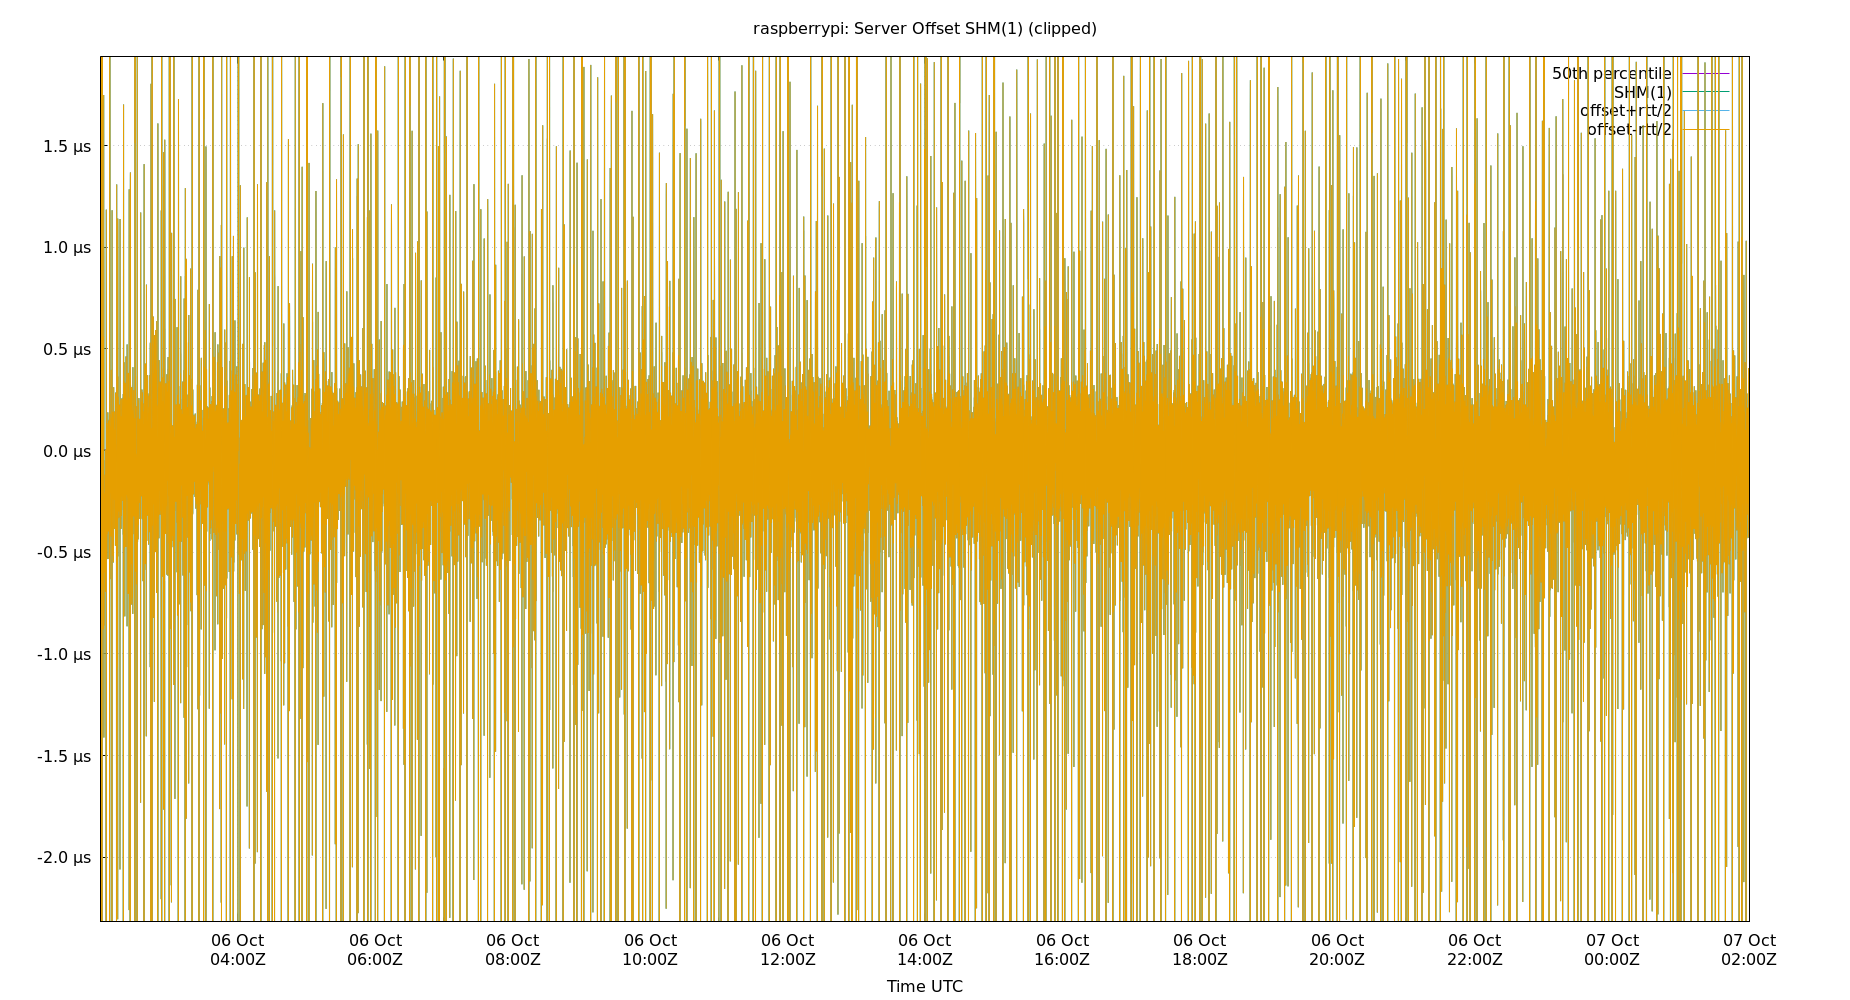 raspberrypi: Server Offset SHM(1) (clipped)
50th percentile
SHM(1)
offset+rtt/2
offset-rtt/2
1.5 µs
1.0 µs
0.5 µs
0.0 µs
-0.5 µs
-1.0 µs
-1.5 µs
-2.0 µs
06 Oct 06 Oct 06 Oct 06 Oct 06 Oct 06 Oct 06 Oct 06 Oct 06 Oct 06 Oct 07 Oct 07 Oct
04:00Z 06:00Z 08:00Z 10:00Z 12:00Z 14:00Z 16:00Z 18:00Z 20:00Z 22:00Z 00:00Z 02:00Z
Time UTC